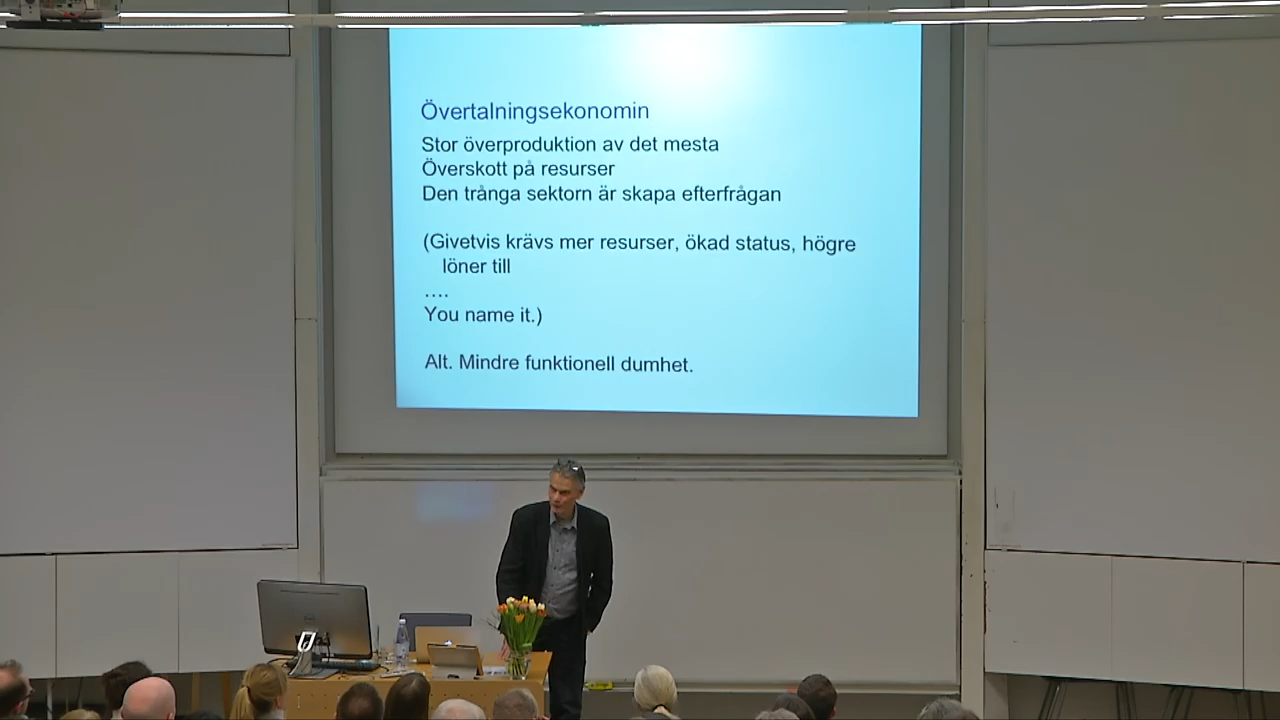 Övertalningsekonomin
Stor överproduktion av det mesta
Överskott på resurser
Den trånga sektorn är skapa efterfrågan
(Givetvis krävs mer resurser, ökad status, högre
löner till
....
You name it.)
Alt. Mindre funktionell dumhet.